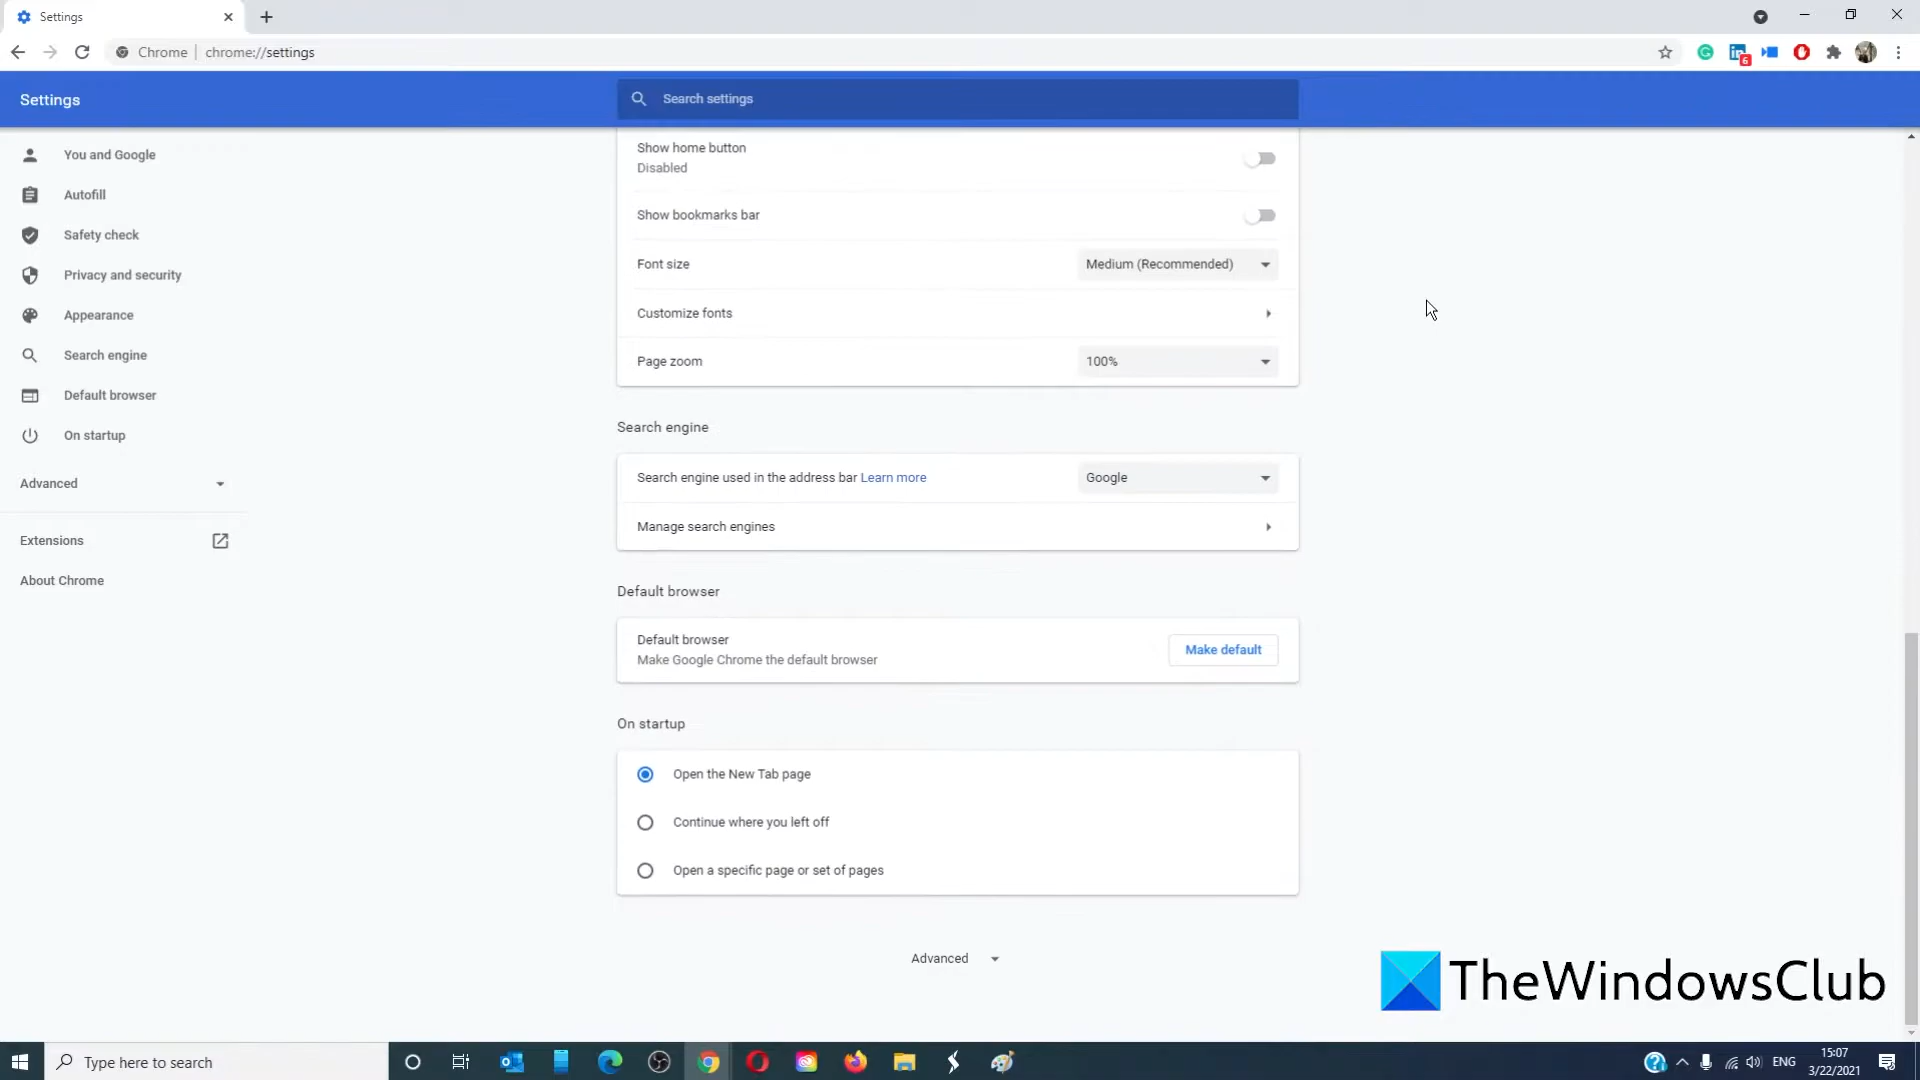 Settings
Chrome | chrome://settings
6
Settings
Search settings
You and Google
Autofill
Safety check
Privacy and security
Appearance
Search engine
Default browser
On startup
Advanced
Extensions
About Chrome
Show home button
Disabled
Show bookmarks bar
Font size
Medium (Recommended)
Customize fonts
Page zoom
100%
Search engine
Search engine used in the address bar Learn more
Google
Manage search engines
Default browser
Default browser
Make Google Chrome the default browser
Make default
On startup
Open the New Tab page
Continue where you left off
Open a specific page or set of pages
Advanced
TheWindowsClub
Type here to search
ENG
15:07
3/22/2021